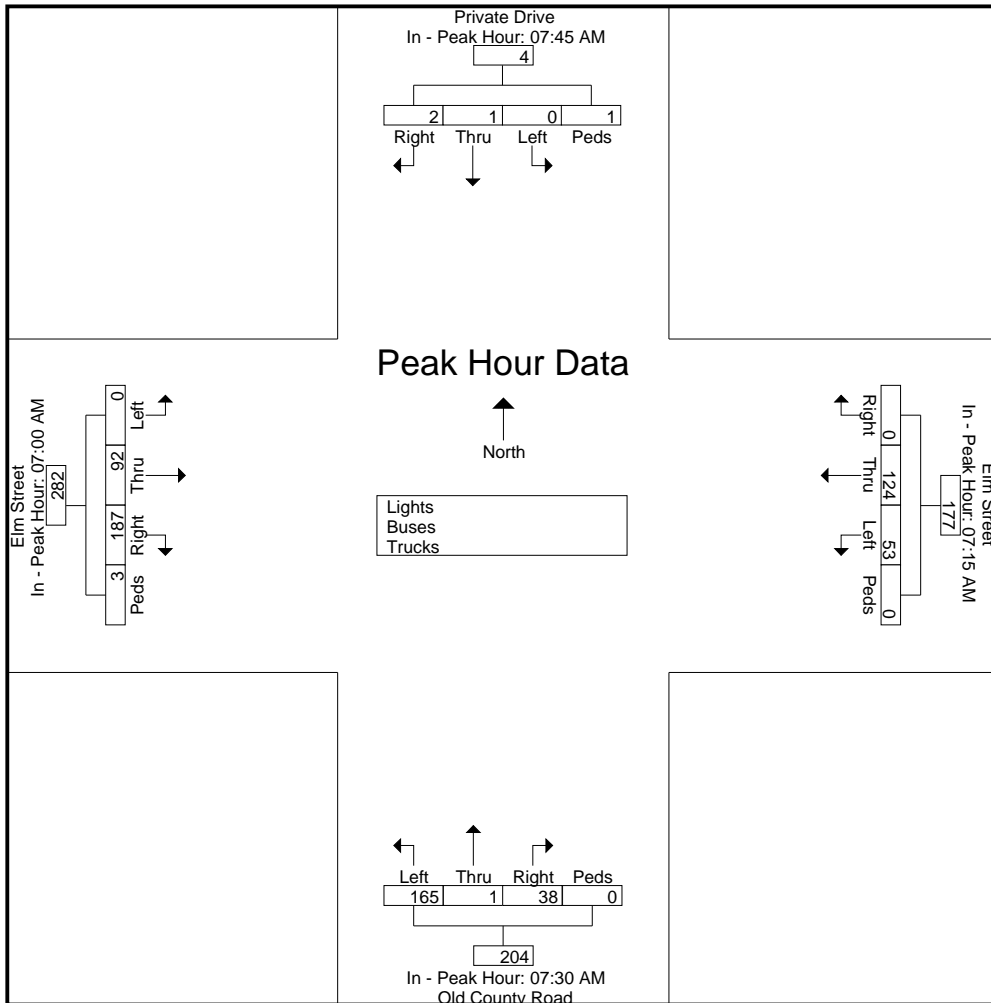 Private Drive
In - Peak Hour: 07:45 AM
4
2 1 0 1
Right Thru Left Peds
Peak Hour Data
North
Lights
Buses
Trucks
Elm Street
In - Peak Hour: 07:00 AM
282
0 92 187 3
Left Thru Right Peds
Elm Street
In - Peak Hour: 07:15 AM
177
0 124 53 0
Right Thru Left Peds
Left Thru Right Peds
165 1 38 0
204
In - Peak Hour: 07:30 AM
Old County Road